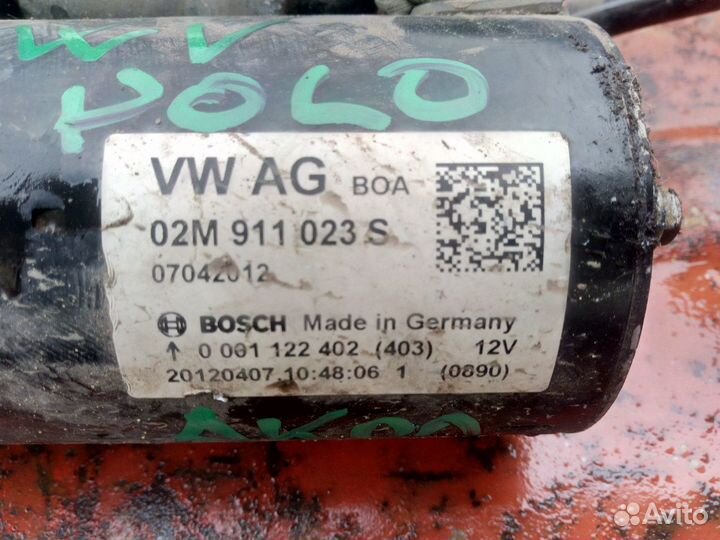 WV
POLO
VW AG BOA
02M 911 023 S
07042012
BOSCH Made in Germany
↑ 0 001 122 402 (403) 12V
20120407 10:48:06 1 (0890)
Avito